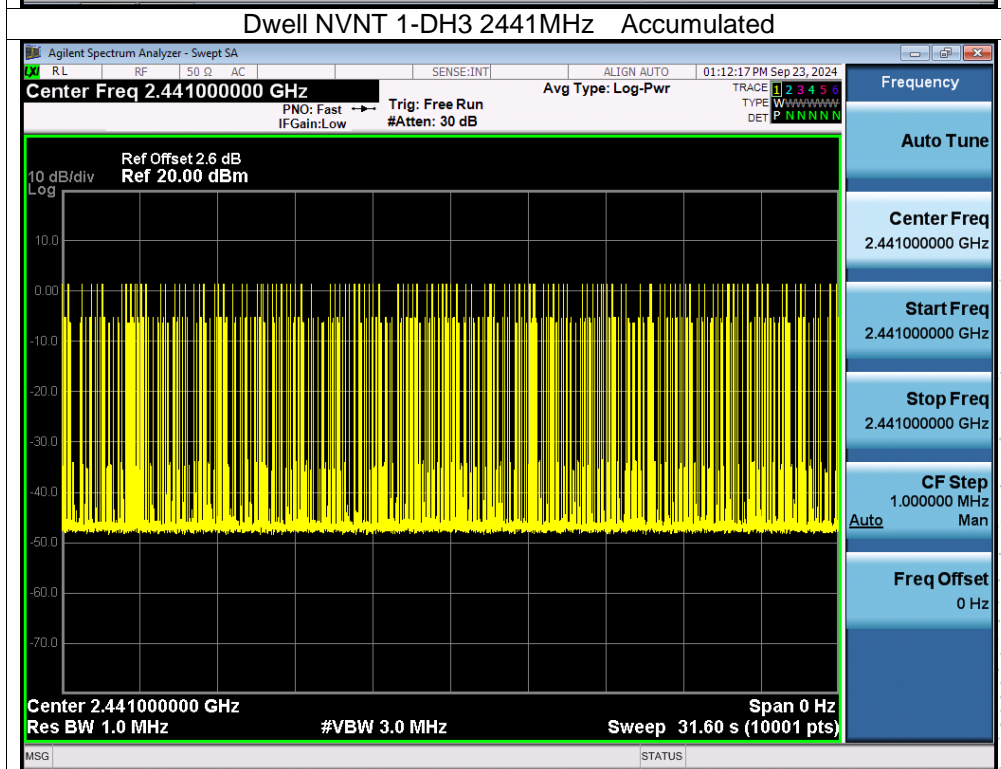 Dwell NVNT 1-DH3 2441MHz Accumulated
Agilent Spectrum Analyzer - Swept SA
LXI RL RF 50 Ω AC SENSE:INT ALIGN AUTO 01:12:17 PM Sep 23, 2024
Center Freq 2.441000000 GHz Avg Type: Log-Pwr TRACE 1 2 3 4 5 6
PNO: Fast Trig: Free Run TYPE WWWWWWW
IFGain:Low #Atten: 30 dB DET P N N N N N
Ref Offset 2.6 dB
10 dB/div Ref 20.00 dBm
Log
10.0
0.00
-10.0
-20.0
-30.0
-40.0
-50.0
-60.0
-70.0
Center 2.441000000 GHz Span 0 Hz
Res BW 1.0 MHz #VBW 3.0 MHz Sweep 31.60 s (10001 pts)
MSG STATUS
Frequency
Auto Tune
Center Freq
2.441000000 GHz
Start Freq
2.441000000 GHz
Stop Freq
2.441000000 GHz
CF Step
1.000000 MHz
Auto Man
Freq Offset
0 Hz